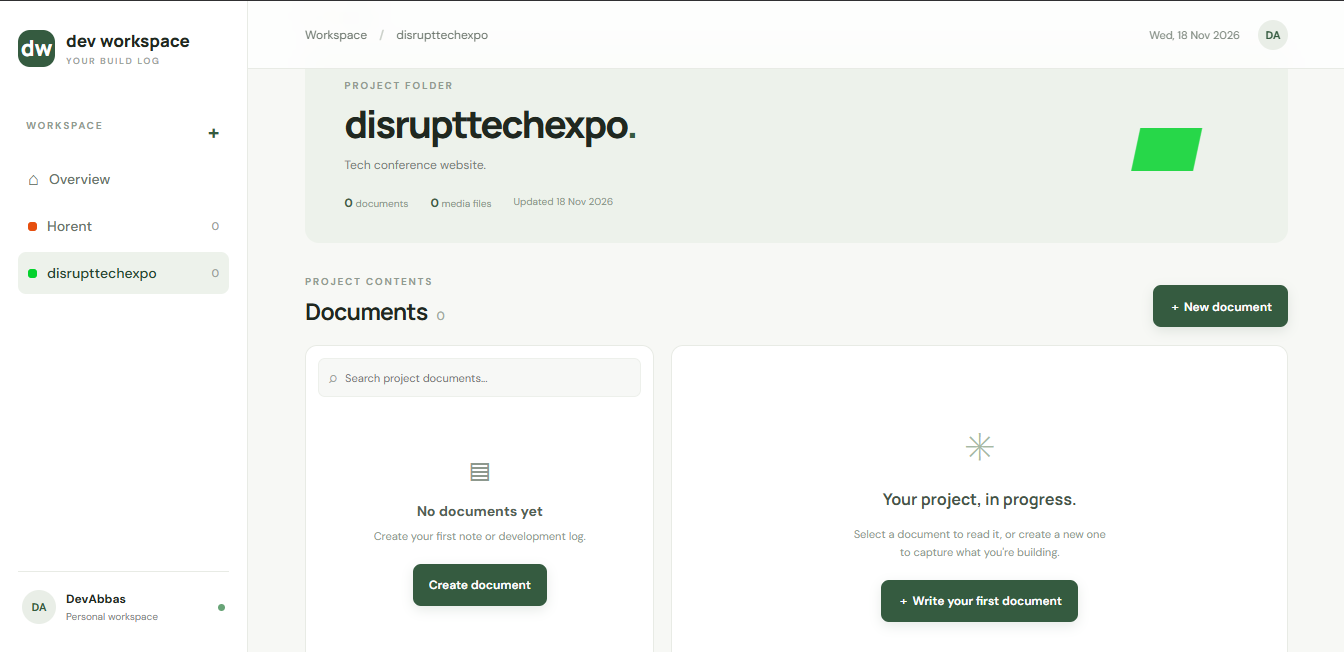 dw
dev workspace
YOUR BUILD LOG
WORKSPACE
+
Overview
Horent 0
disrupttechexpo 0
DA
DevAbbas
Personal workspace
Workspace / disrupttechexpo
Wed, 18 Nov 2026
DA
PROJECT FOLDER
disrupttechexpo.
Tech conference website.
0 documents 0 media files Updated 18 Nov 2026
PROJECT CONTENTS
Documents 0
+ New document
Search project documents...
No documents yet
Create your first note or development log.
Create document
Your project, in progress.
Select a document to read it, or create a new one
to capture what you're building.
+ Write your first document